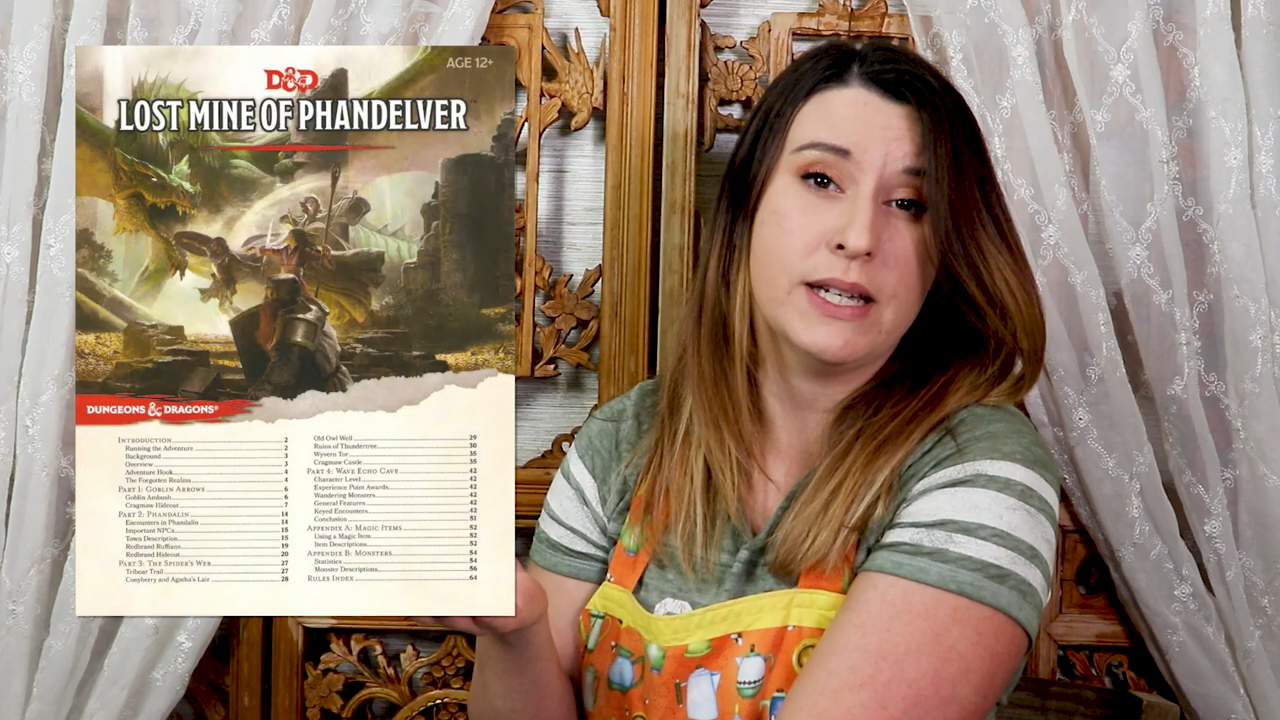 AGE 12+
D&D
LOST MINE OF PHANDELVER
DUNGEONS & DRAGONS®
INTRODUCTION 2
Running the Adventure 2
Background 3
Overview 3
Adventure Hook 4
The Forgotten Realms 4
PART 1: GOBLIN ARROWS 6
Goblin Ambush 6
Cragmaw Hideout 7
PART 2: PHANDALIN 14
Encounters in Phandalin 14
Important NPCs 15
Town Description 15
Redbrand Ruffians 19
Redbrand Hideout 20
PART 3: THE SPIDER'S WEB 27
Triboar Trail 27
Conyberry and Agatha's Lair 28
Old Owl Well 29
Ruins of Thundertree 30
Wyvern Tor 35
Cragmaw Castle 35
PART 4: WAVE ECHO CAVE 42
Character Level 42
Experience Point Awards 42
Wandering Monsters 42
General Features 42
Keyed Encounters 42
Conclusion 51
APPENDIX A: MAGIC ITEMS 52
Using a Magic Item 52
Item Descriptions 52
APPENDIX B: MONSTERS 54
Statistics 54
Monster Descriptions 56
RULES INDEX 64